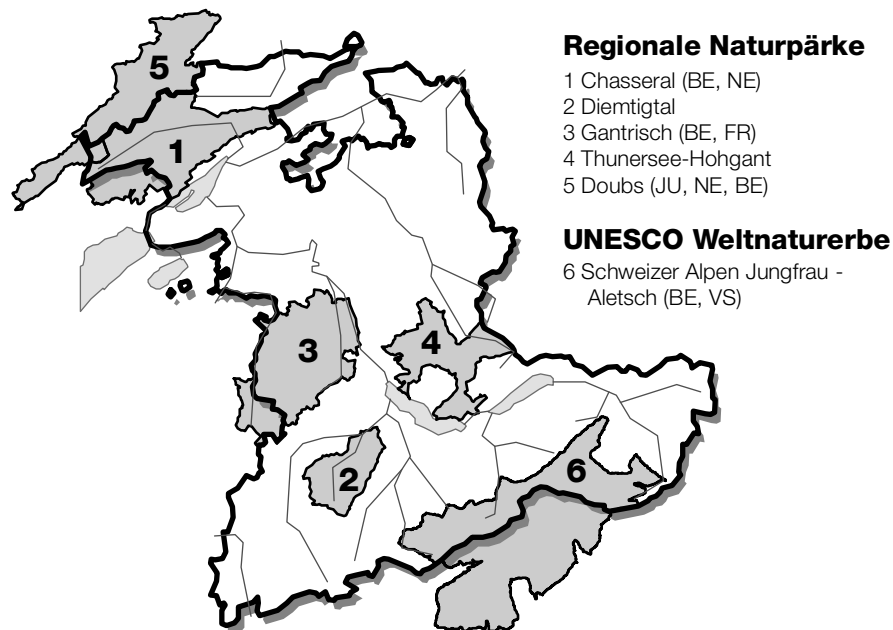 Regionale Naturpärke
1 Chasseral (BE, NE)
2 Diemtigtal
3 Gantrisch (BE, FR)
4 Thunersee-Hohgant
5 Doubs (JU, NE, BE)
UNESCO Weltnaturerbe
6 Schweizer Alpen Jungfrau -
Aletsch (BE, VS)
5
1
3
4
2
6